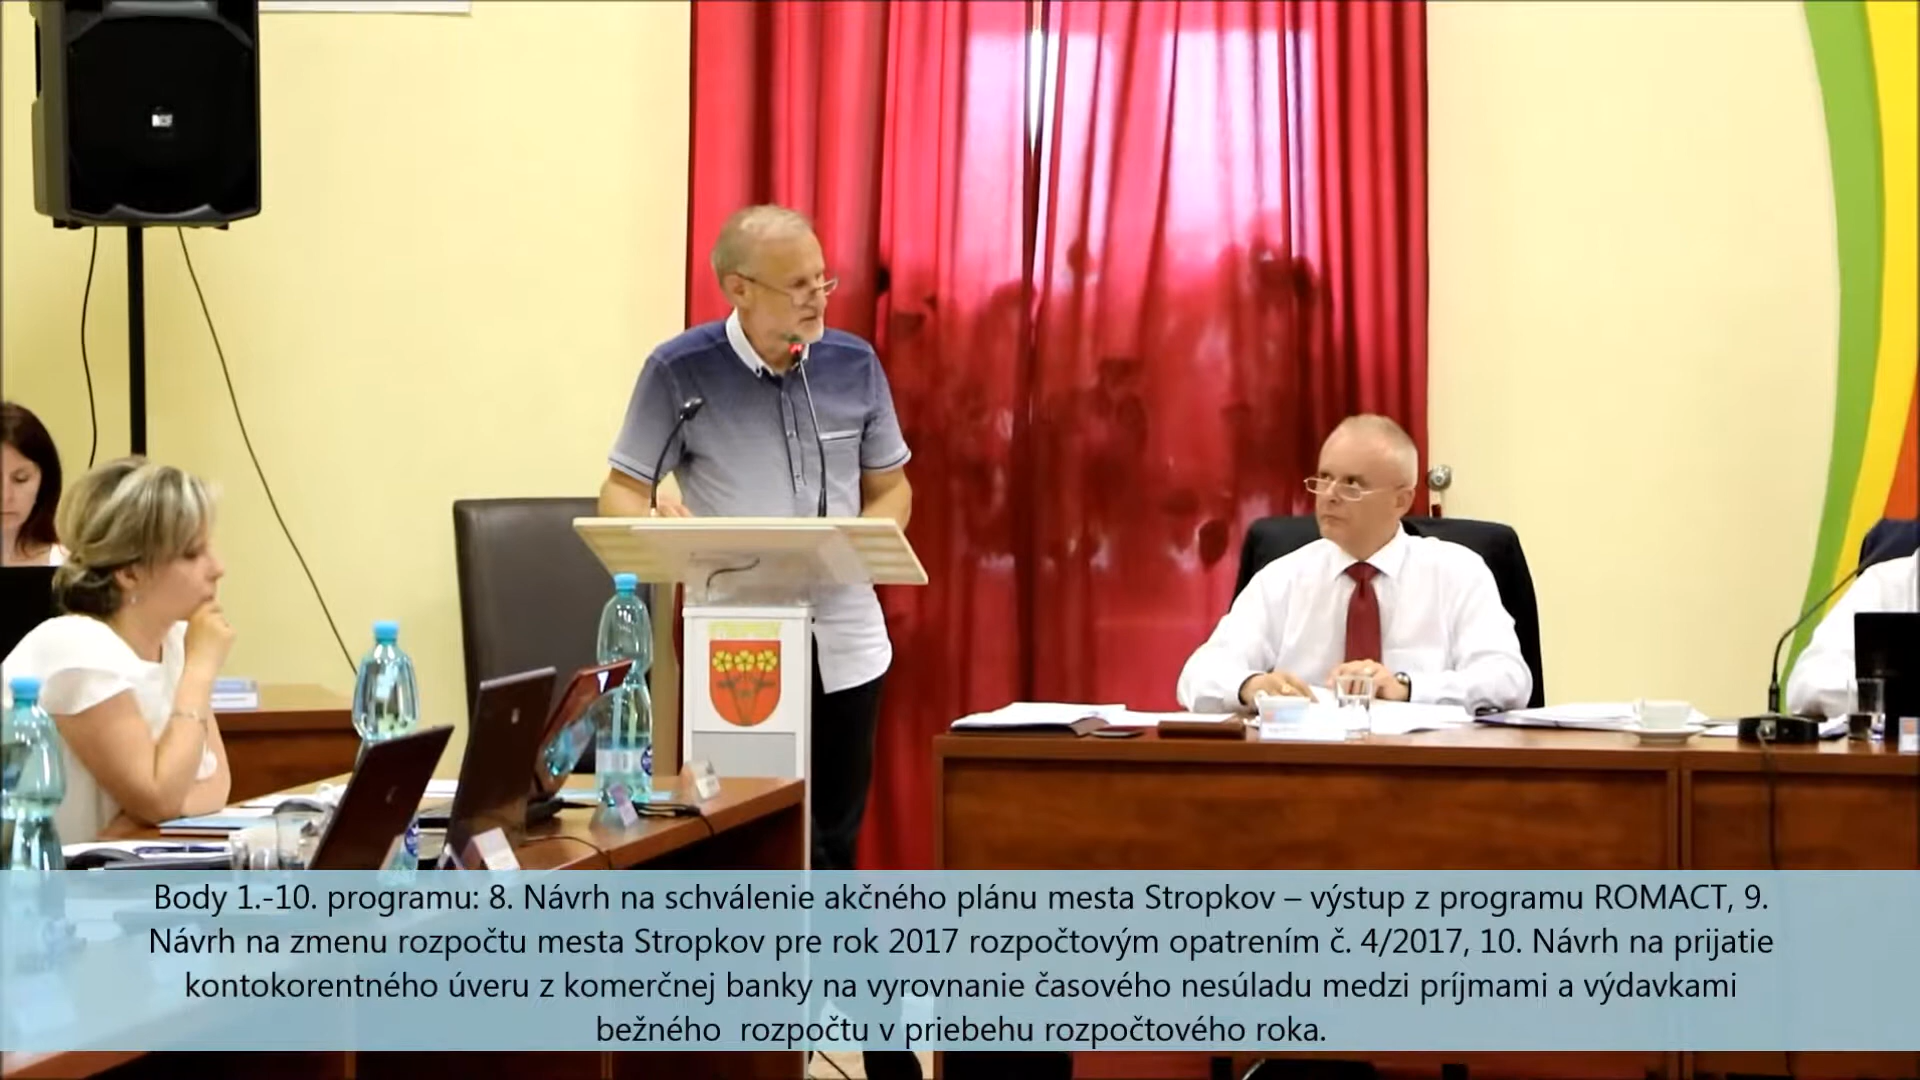 Body 1.-10. programu: 8. Návrh na schválenie akčného plánu mesta Stropkov – výstup z programu ROMACT, 9.
Návrh na zmenu rozpočtu mesta Stropkov pre rok 2017 rozpočtovým opatrením č. 4/2017, 10. Návrh na prijatie
kontokorentného úveru z komerčnej banky na vyrovnanie časového nesúladu medzi príjmami a výdavkami
bežného  rozpočtu v priebehu rozpočtového roka.